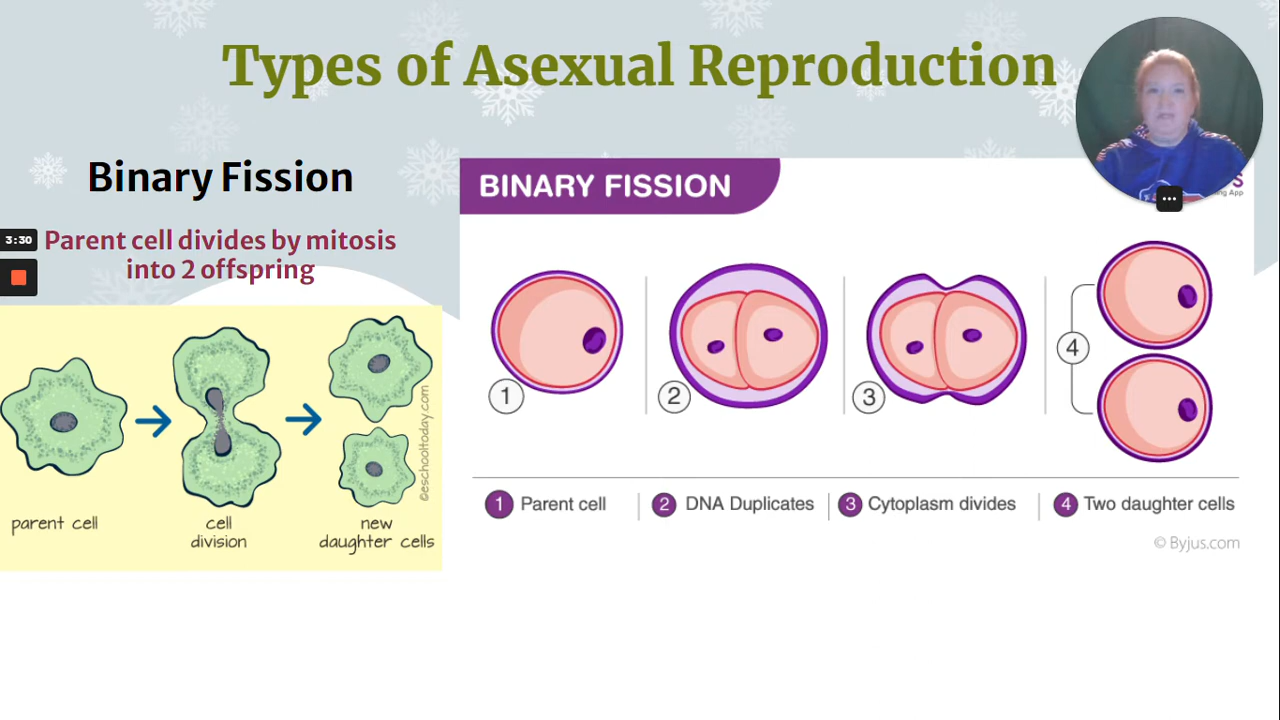 Types of Asexual Reproduction
Binary Fission
3:30
Parent cell divides by mitosis
into 2 offspring
parent cell
cell
division
new
daughter cells
©eschooltoday.com
BINARY FISSION
S
ng App
1
2
3
4
1 Parent cell
2 DNA Duplicates
3 Cytoplasm divides
4 Two daughter cells
© Byjus.com